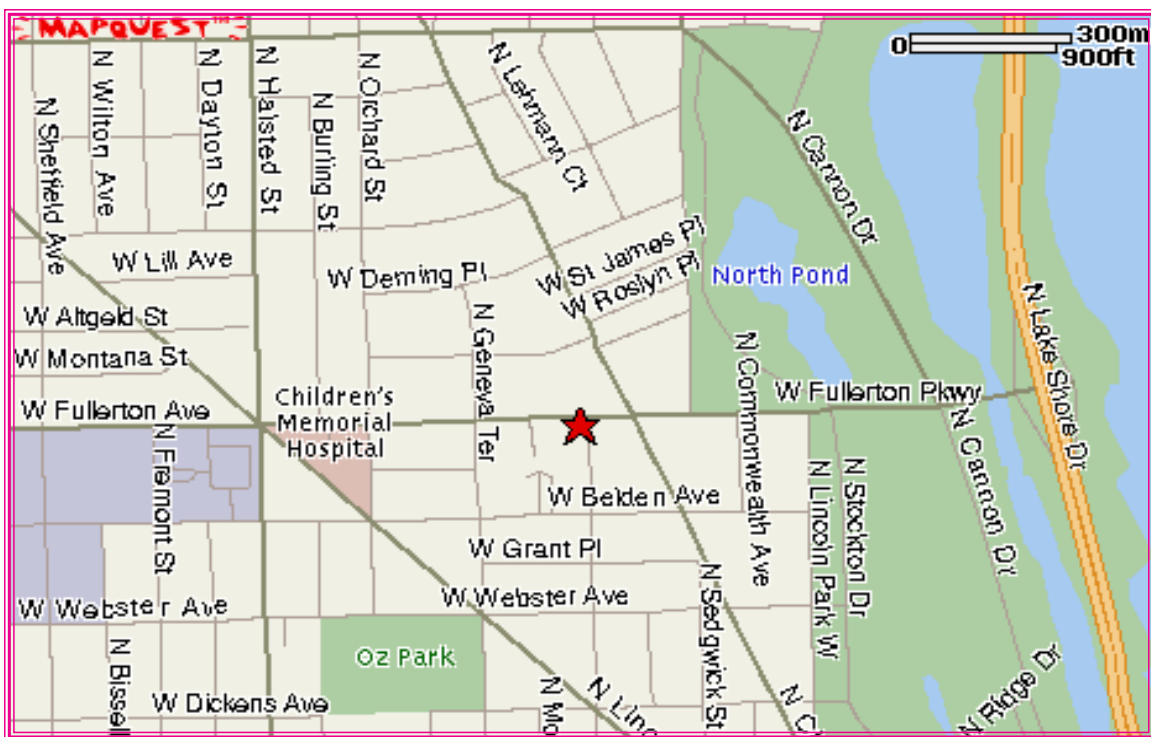 MAPQUEST™
0
300m
900ft
N Sheffield Ave
N Wilton Ave
N Dayton St
N Halsted St
N Burling St
N Orchard St
N Lehmann Ct
N Cannon Dr
W Lill Ave
W Deming Pl
W St James Pl
W Roslyn Pl
North Pond
N Lake Shore Dr
W Altgeld St
W Montana St
N Geneva Ter
N Commonwealth Ave
W Fullerton Ave
Children's
Memorial
Hospital
W Fullerton Pkwy
N Fremont St
W Belden Ave
N Lincoln Park W
N Stockton Dr
N Cannon Dr
W Grant Pl
W Webster Ave
W Webster Ave
N Sedgwick St
Oz Park
N Bissell
W Dickens Ave
N Mo
N Linc
N C
N Ridge Dr